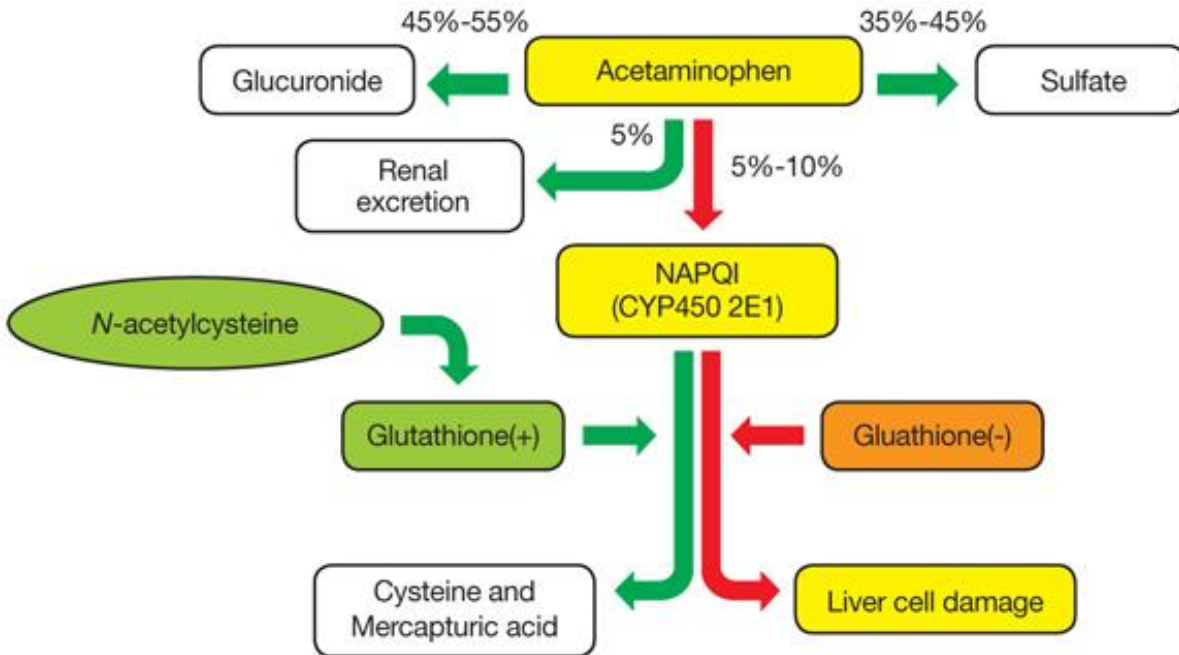 45%-55%
35%-45%
Glucuronide
Acetaminophen
Sulfate
5%
5%-10%
Renal
excretion
NAPQI
(CYP450 2E1)
N-acetylcysteine
Glutathione(+)
Gluathione(-)
Cysteine and
Mercapturic acid
Liver cell damage